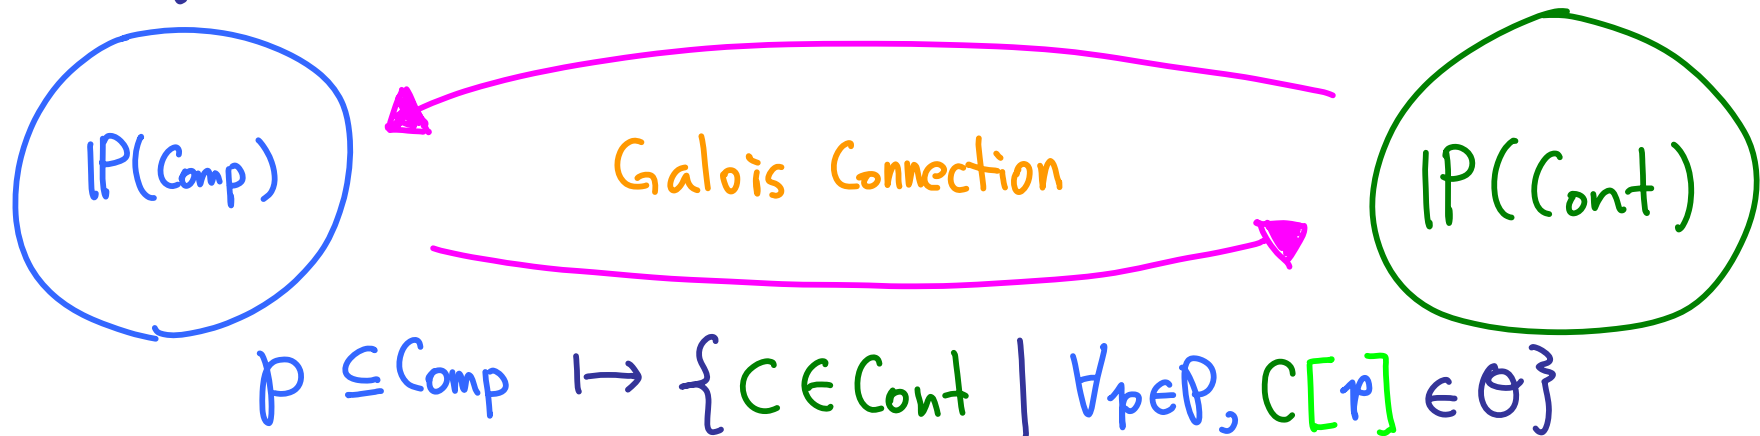 ℙ(Comp) Galois Connection ℙ(Cont)
P ⊆ Comp ↦ { C ∈ Cont | ∀p∈P, C[p] ∈ Θ }